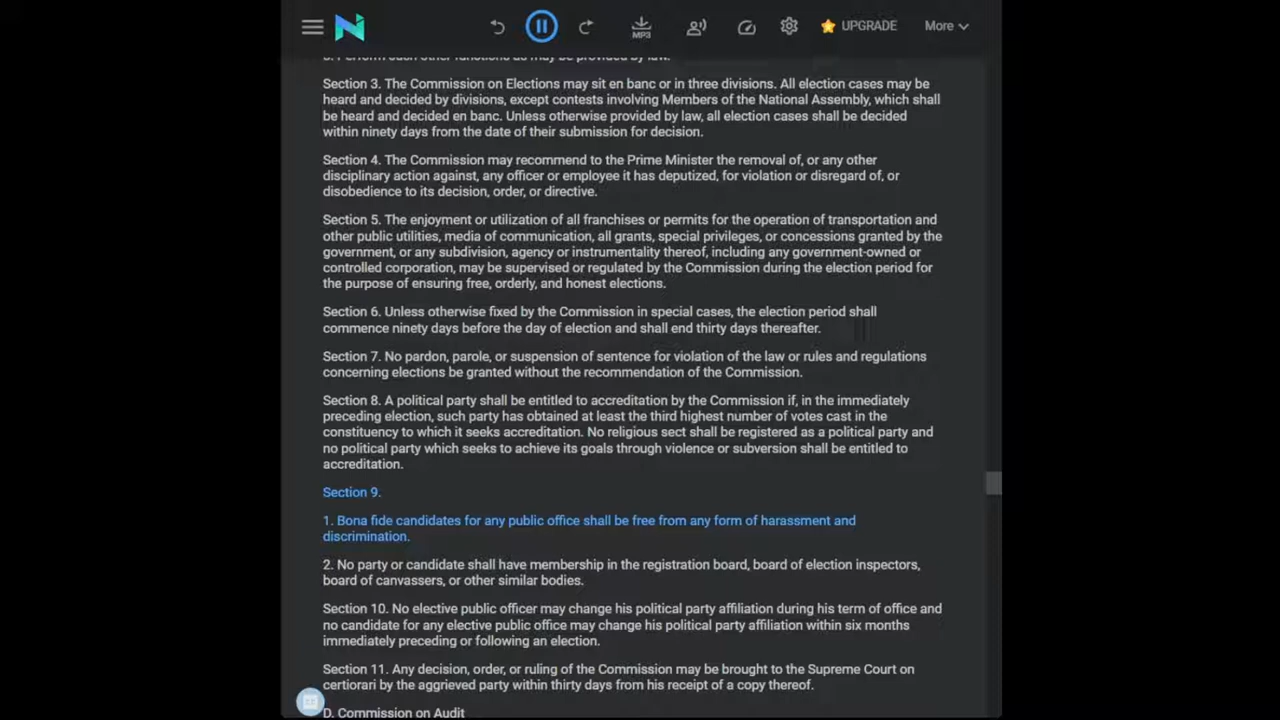 MP3
UPGRADE
More
3. Perform such other functions as may be provided by law.
Section 3. The Commission on Elections may sit en banc or in three divisions. All election cases may be
heard and decided by divisions, except contests involving Members of the National Assembly, which shall
be heard and decided en banc. Unless otherwise provided by law, all election cases shall be decided
within ninety days from the date of their submission for decision.
Section 4. The Commission may recommend to the Prime Minister the removal of, or any other
disciplinary action against, any officer or employee it has deputized, for violation or disregard of, or
disobedience to its decision, order, or directive.
Section 5. The enjoyment or utilization of all franchises or permits for the operation of transportation and
other public utilities, media of communication, all grants, special privileges, or concessions granted by the
government, or any subdivision, agency or instrumentality thereof, including any government-owned or
controlled corporation, may be supervised or regulated by the Commission during the election period for
the purpose of ensuring free, orderly, and honest elections.
Section 6. Unless otherwise fixed by the Commission in special cases, the election period shall
commence ninety days before the day of election and shall end thirty days thereafter.
Section 7. No pardon, parole, or suspension of sentence for violation of the law or rules and regulations
concerning elections be granted without the recommendation of the Commission.
Section 8. A political party shall be entitled to accreditation by the Commission if, in the immediately
preceding election, such party has obtained at least the third highest number of votes cast in the
constituency to which it seeks accreditation. No religious sect shall be registered as a political party and
no political party which seeks to achieve its goals through violence or subversion shall be entitled to
accreditation.
Section 9.
1. Bona fide candidates for any public office shall be free from any form of harassment and
discrimination.
2. No party or candidate shall have membership in the registration board, board of election inspectors,
board of canvassers, or other similar bodies.
Section 10. No elective public officer may change his political party affiliation during his term of office and
no candidate for any elective public office may change his political party affiliation within six months
immediately preceding or following an election.
Section 11. Any decision, order, or ruling of the Commission may be brought to the Supreme Court on
certiorari by the aggrieved party within thirty days from his receipt of a copy thereof.
D. Commission on Audit